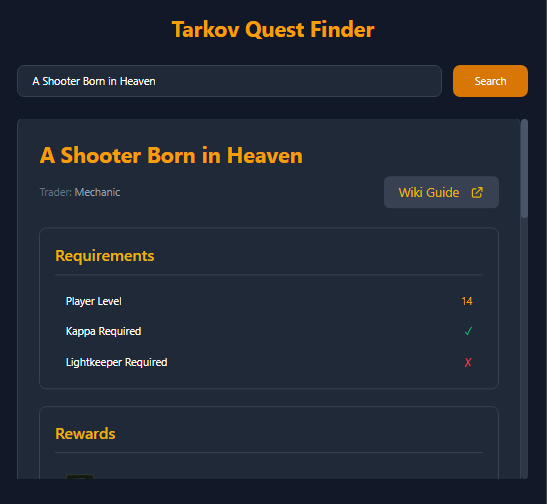 Tarkov Quest Finder
A Shooter Born in Heaven
Search
A Shooter Born in Heaven
Trader: Mechanic
Wiki Guide
Requirements
Player Level 14
Kappa Required ✓
Lightkeeper Required ✗
Rewards